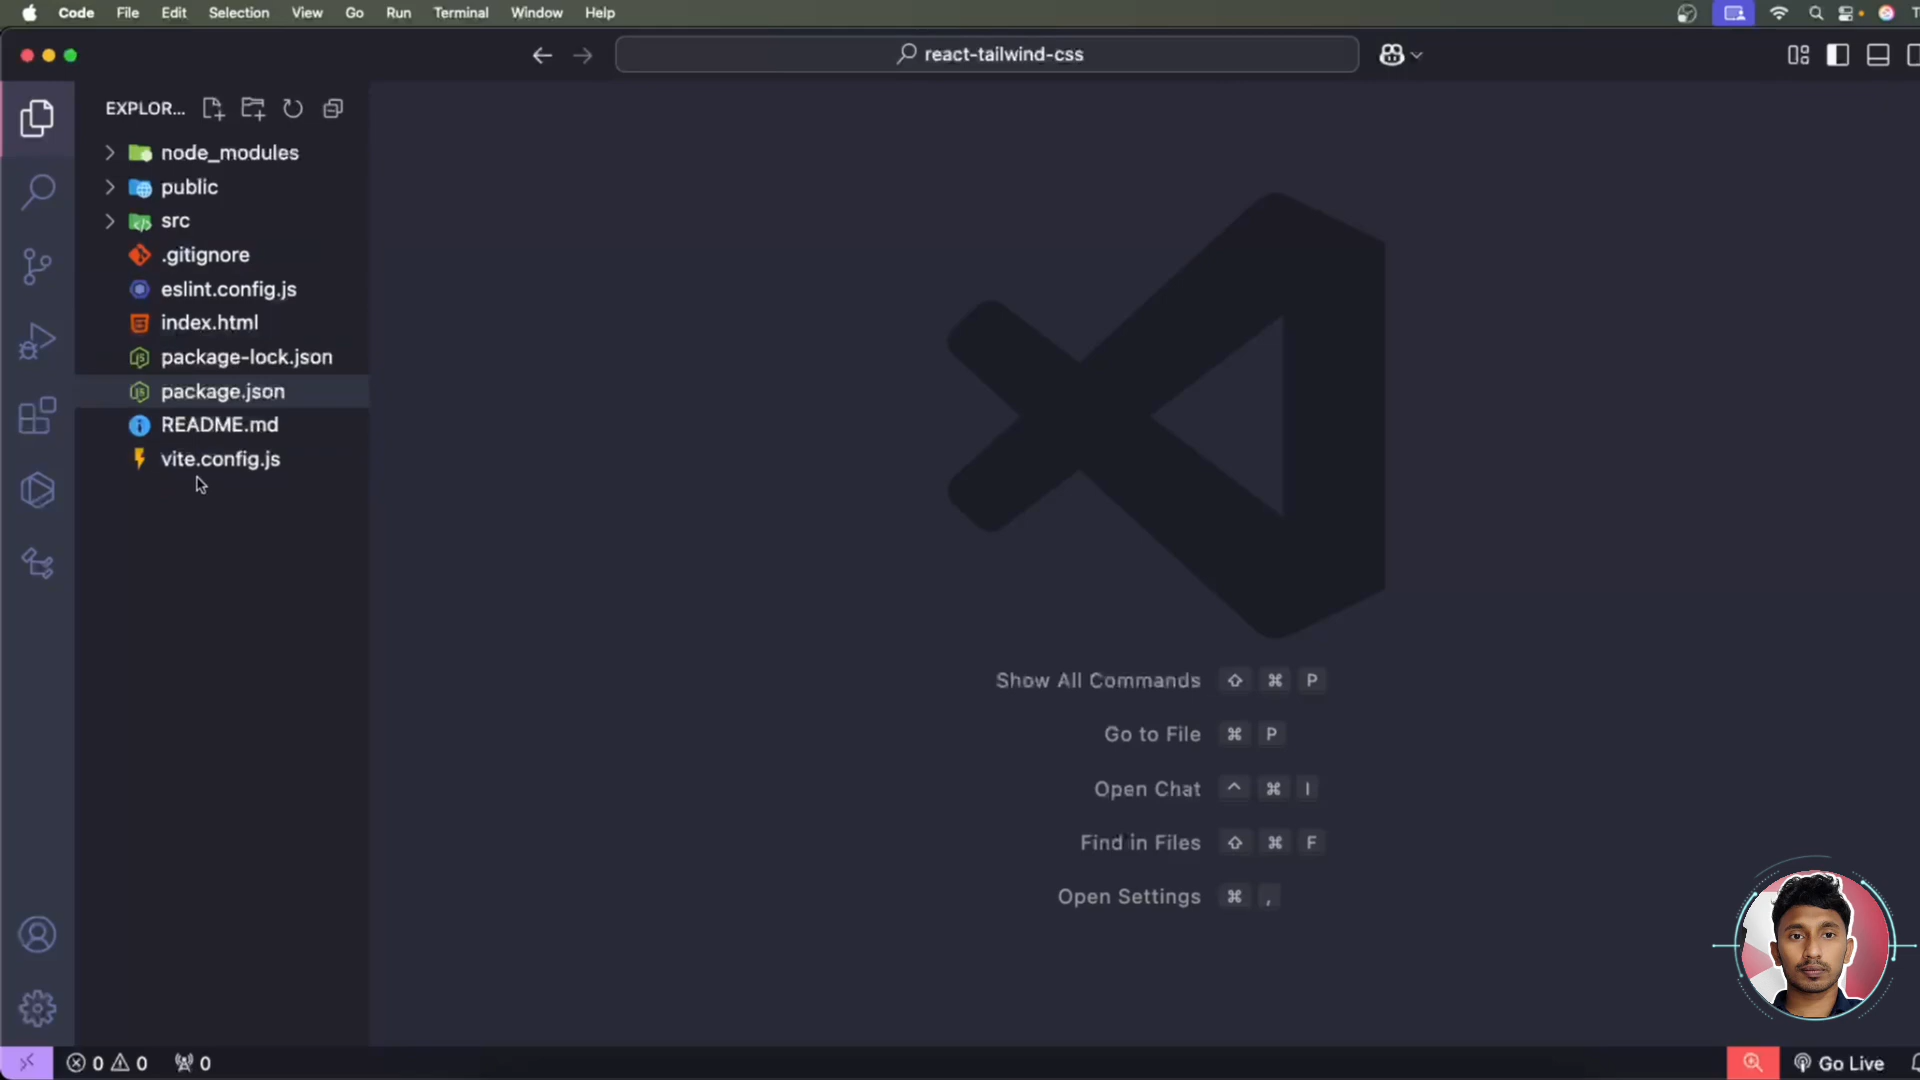 Code File Edit Selection View Go Run Terminal Window Help
react-tailwind-css
EXPLOR...
node_modules
public
src
.gitignore
eslint.config.js
index.html
package-lock.json
package.json
README.md
vite.config.js
Show All Commands ⇧ ⌘ P
Go to File ⌘ P
Open Chat ^ ⌘ I
Find in Files ⇧ ⌘ F
Open Settings ⌘ ,
0 0 0
Go Live